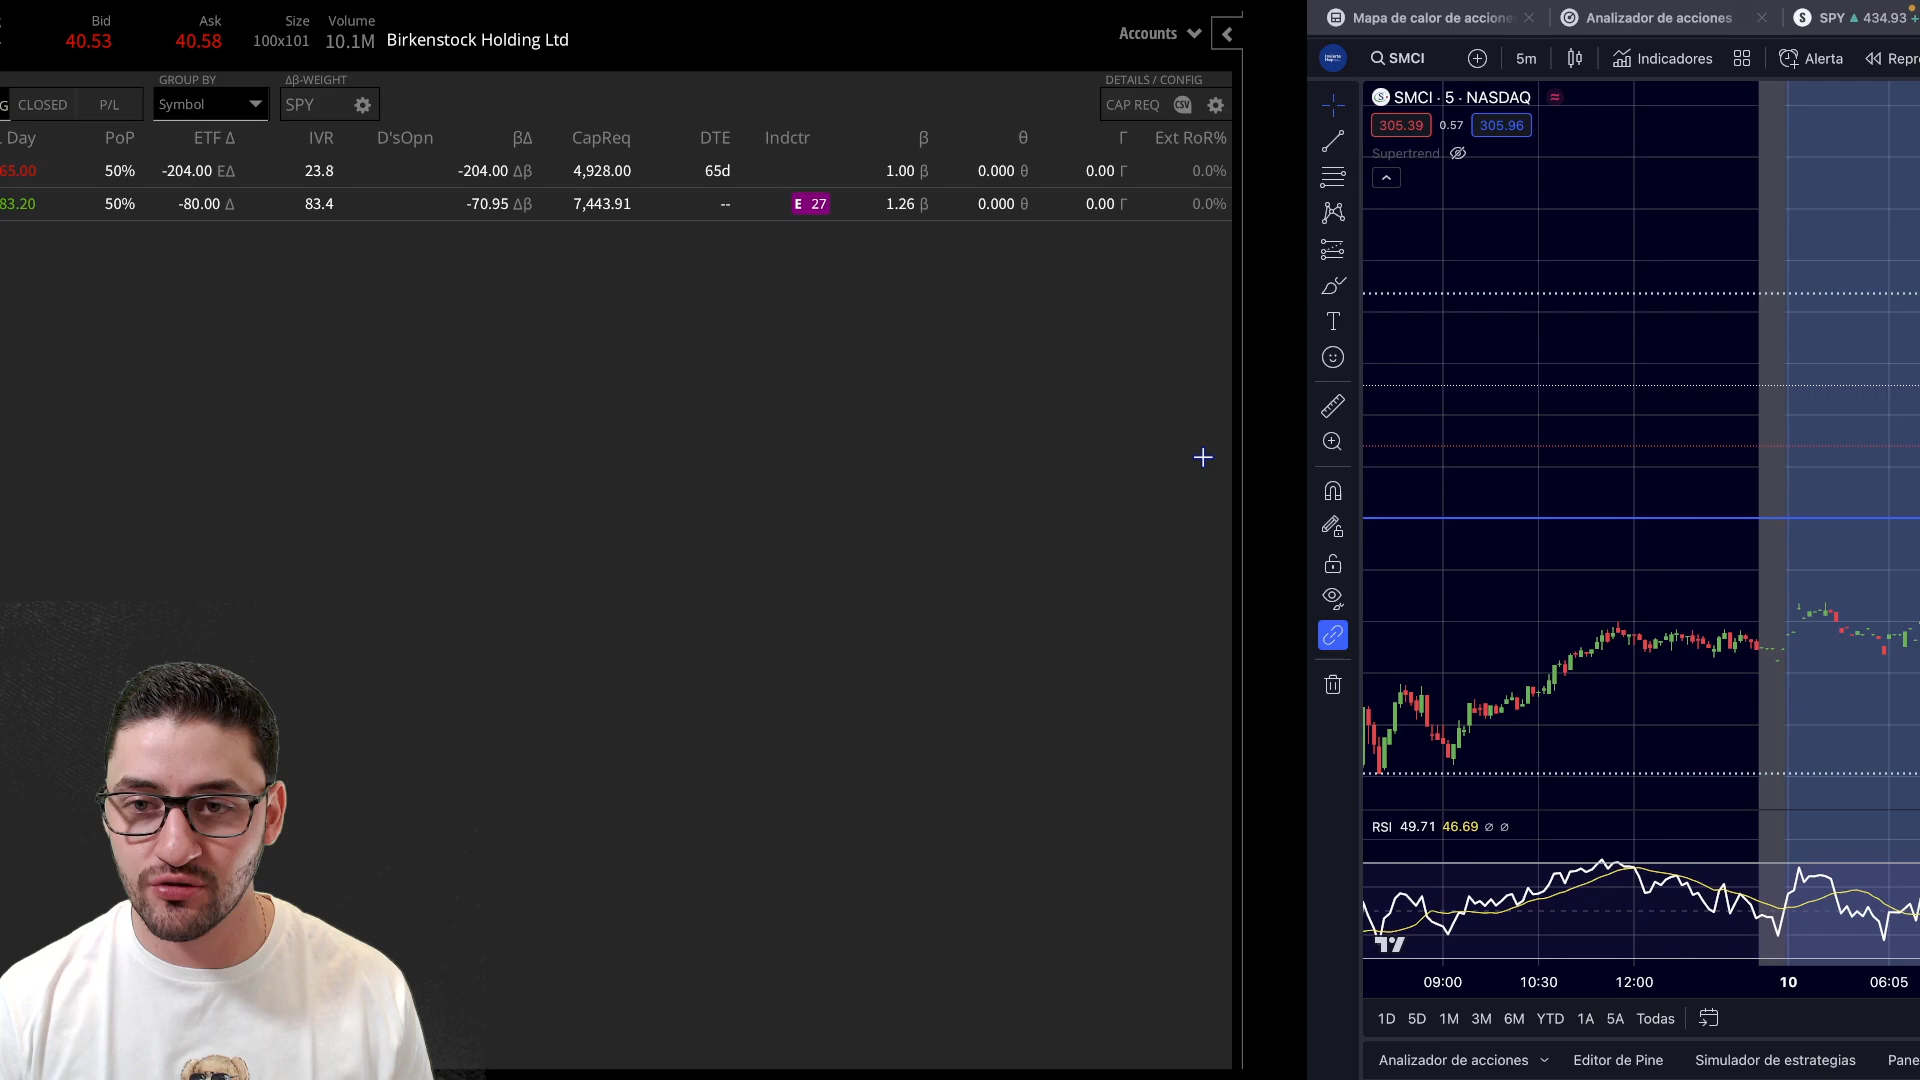 Bid Ask Size Volume
40.53 40.58 100x101 10.1M Birkenstock Holding Ltd
Accounts
GROUP BY Δβ-WEIGHT DETAILS / CONFIG
G CLOSED P/L Symbol SPY CAP REQ CSV
. Day PoP ETF Δ IVR D'sOpn βΔ CapReq DTE Indctr β θ Γ Ext RoR%
65.00 50% -204.00 EΔ 23.8 -204.00 Δβ 4,928.00 65d 1.00 β 0.000 θ 0.00 Γ 0.0%
83.20 50% -80.00 Δ 83.4 -70.95 Δβ 7,443.91 -- E 27 1.26 β 0.000 θ 0.00 Γ 0.0%
Mapa de calor de accione Analizador de acciones S SPY 434.93 +
SMCI 5m Indicadores Alerta Repr
SMCI · 5 · NASDAQ
305.39 0.57 305.96
Supertrend
RSI 49.71 46.69 ∅ ∅
09:00 10:30 12:00 10 06:05
1D 5D 1M 3M 6M YTD 1A 5A Todas
Analizador de acciones Editor de Pine Simulador de estrategias Pane